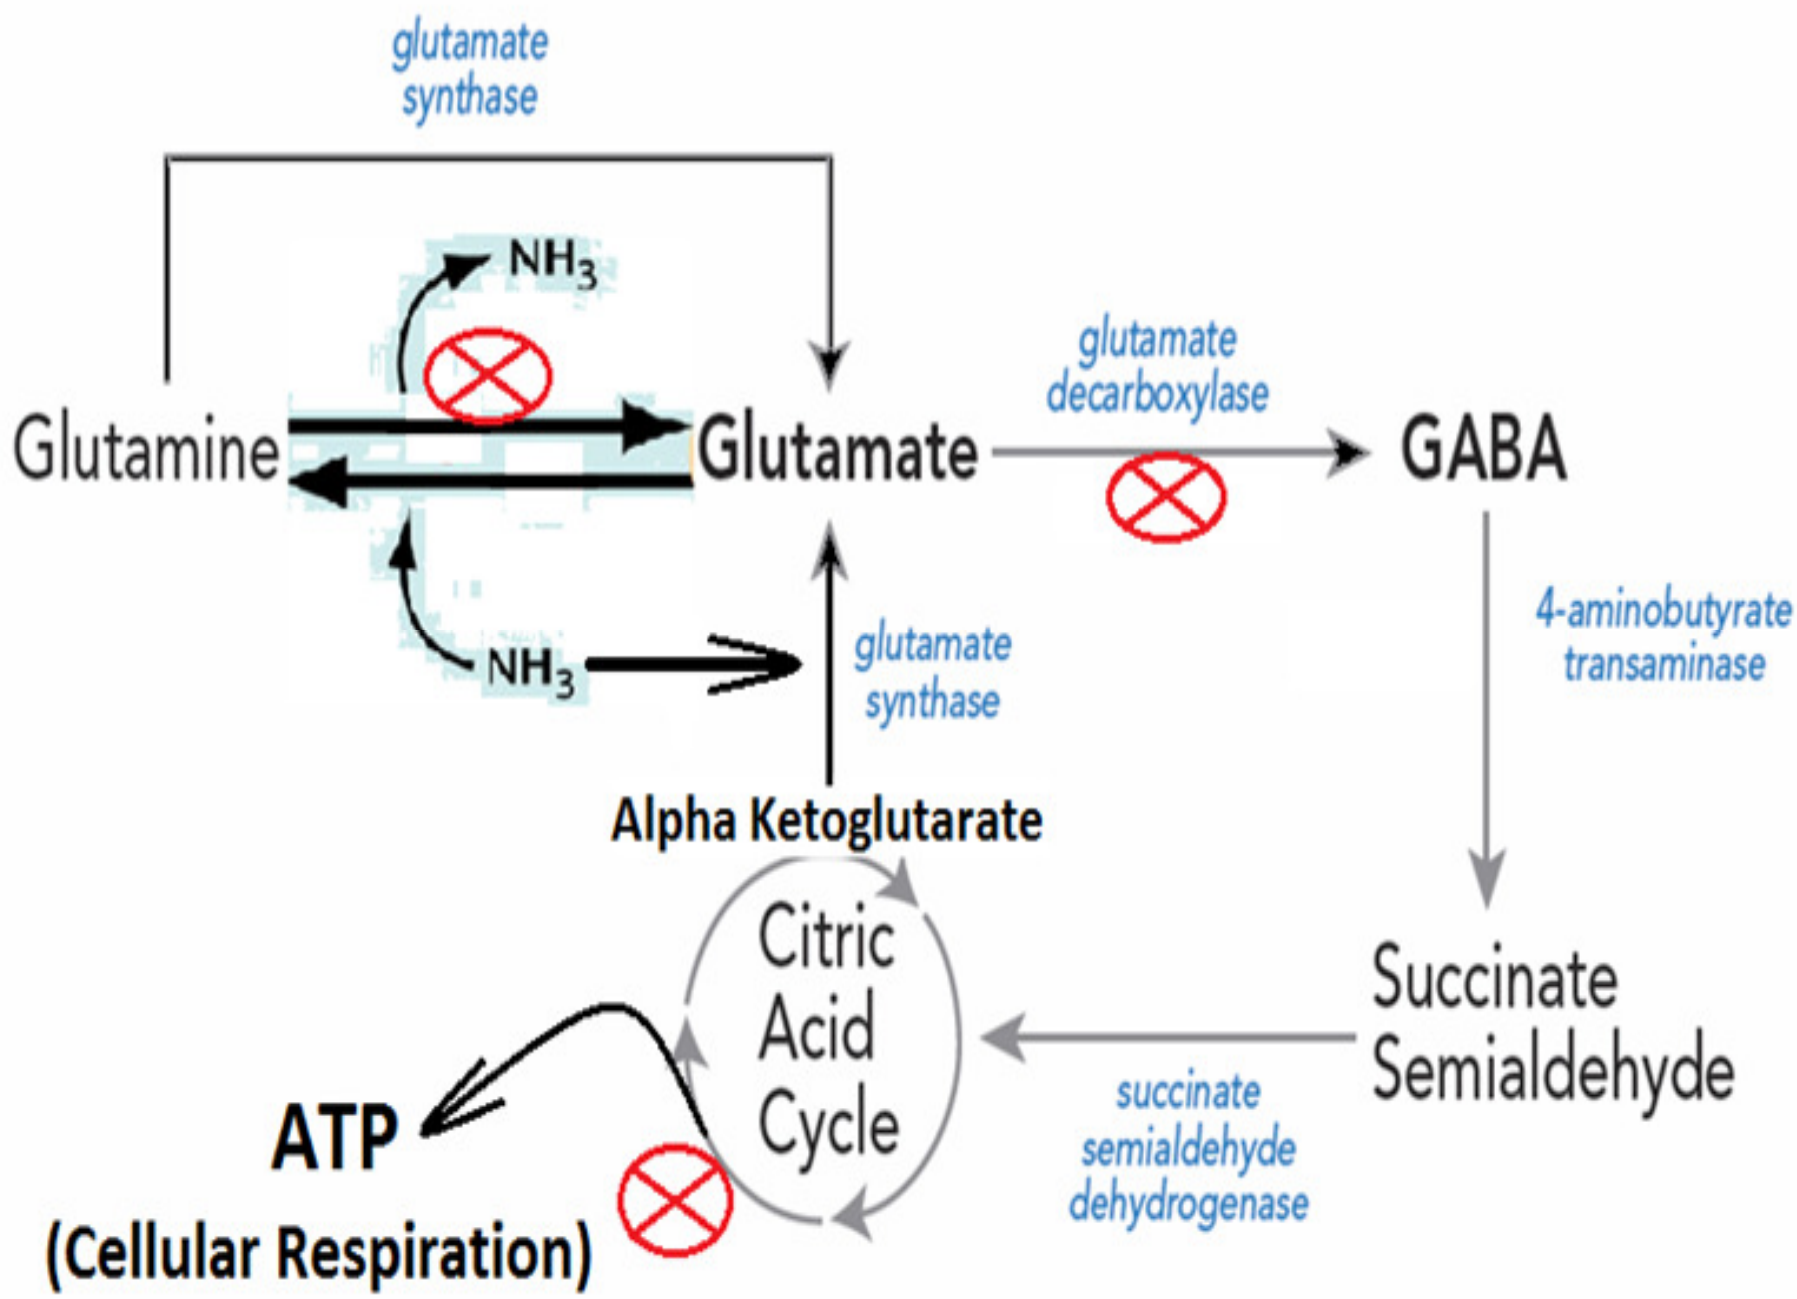 glutamate
synthase
NH₃
Glutamine
Glutamate
glutamate
decarboxylase
GABA
NH₃
glutamate
synthase
4-aminobutyrate
transaminase
Alpha Ketoglutarate
Citric
Acid
Cycle
Succinate
Semialdehyde
succinate
semialdehyde
dehydrogenase
ATP
(Cellular Respiration)